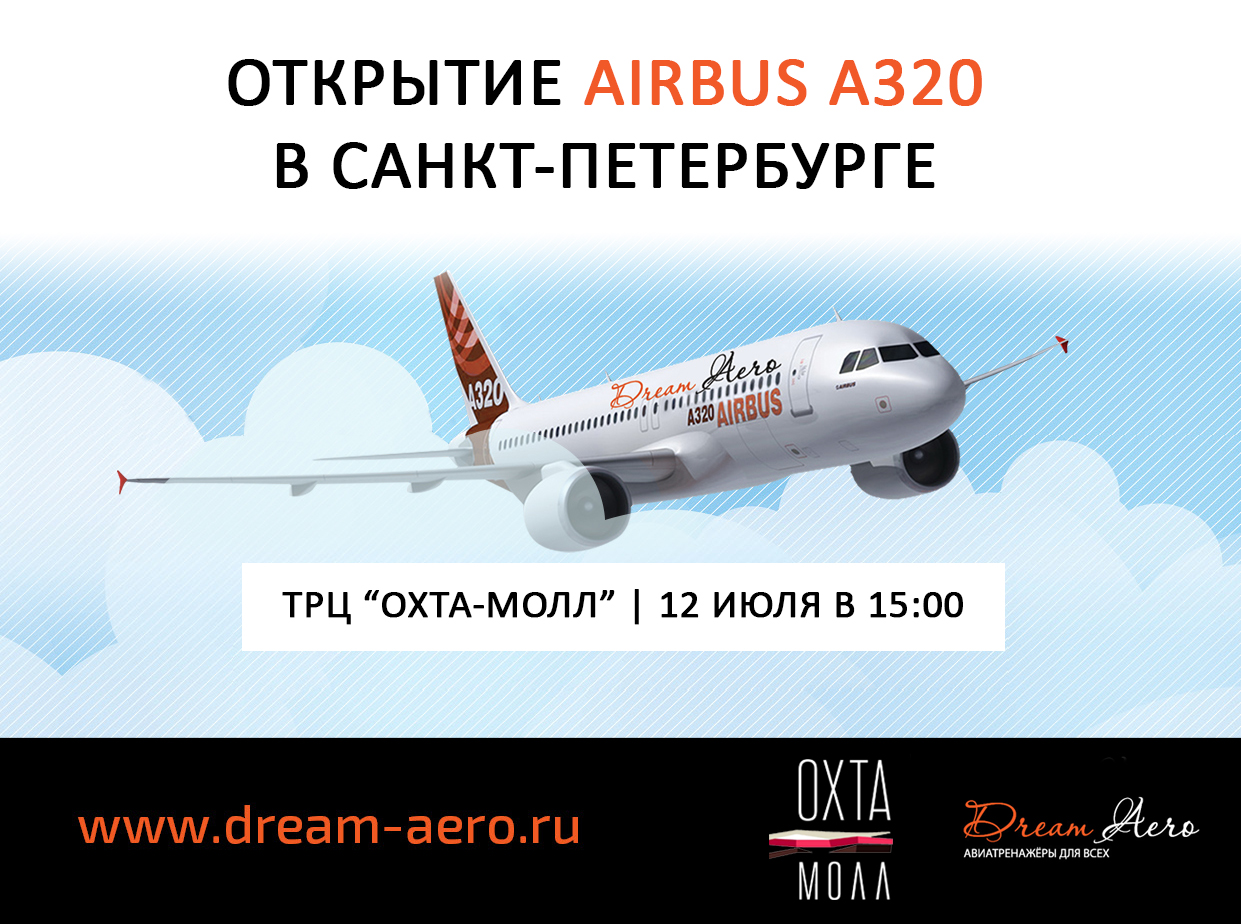 ОТКРЫТИЕ AIRBUS A320
В САНКТ-ПЕТЕРБУРГЕ
A320
Dream Aero
A320 AIRBUS
AIRBUS
ТРЦ “ОХТА-МОЛЛ” | 12 ИЮЛЯ В 15:00
www.dream-aero.ru
ОХТА
МОЛЛ
Dream Aero
АВИАТРЕНАЖЁРЫ ДЛЯ ВСЕХ